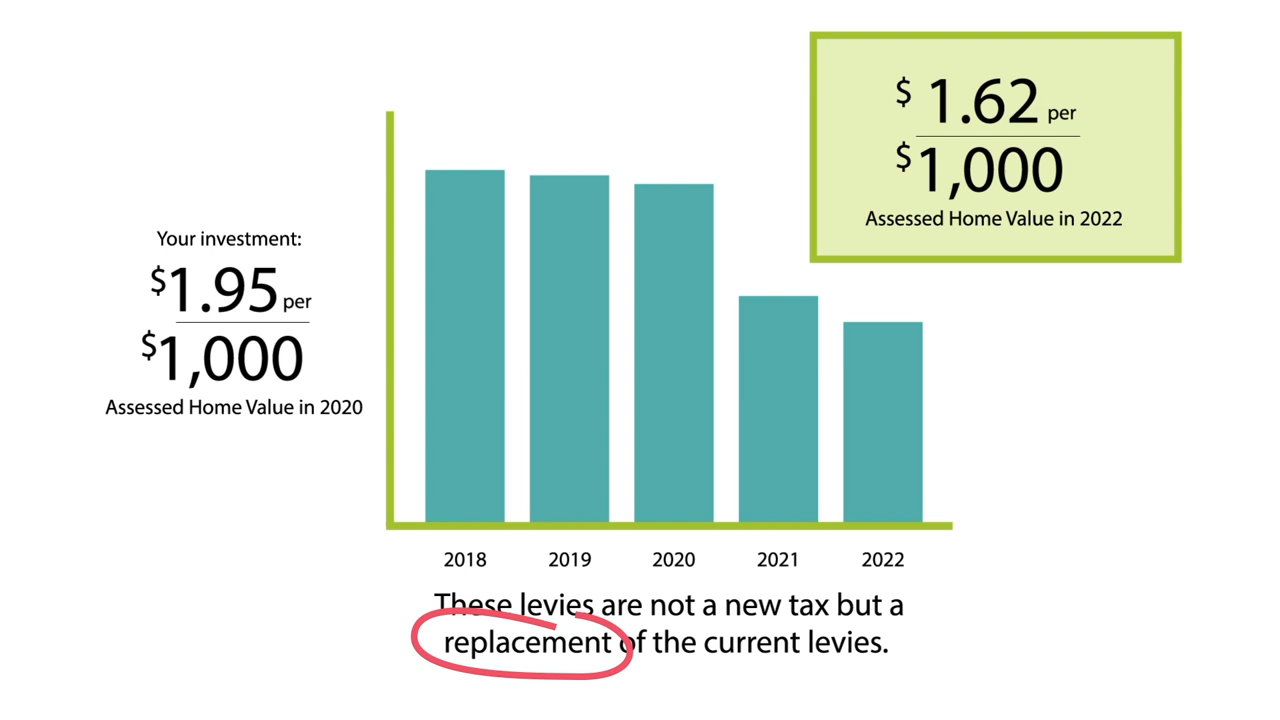 Your investment:
$1.95 per
$1,000
Assessed Home Value in 2020
$ 1.62 per
$1,000
Assessed Home Value in 2022
2018 2019 2020 2021 2022
These levies are not a new tax but a
replacement of the current levies.